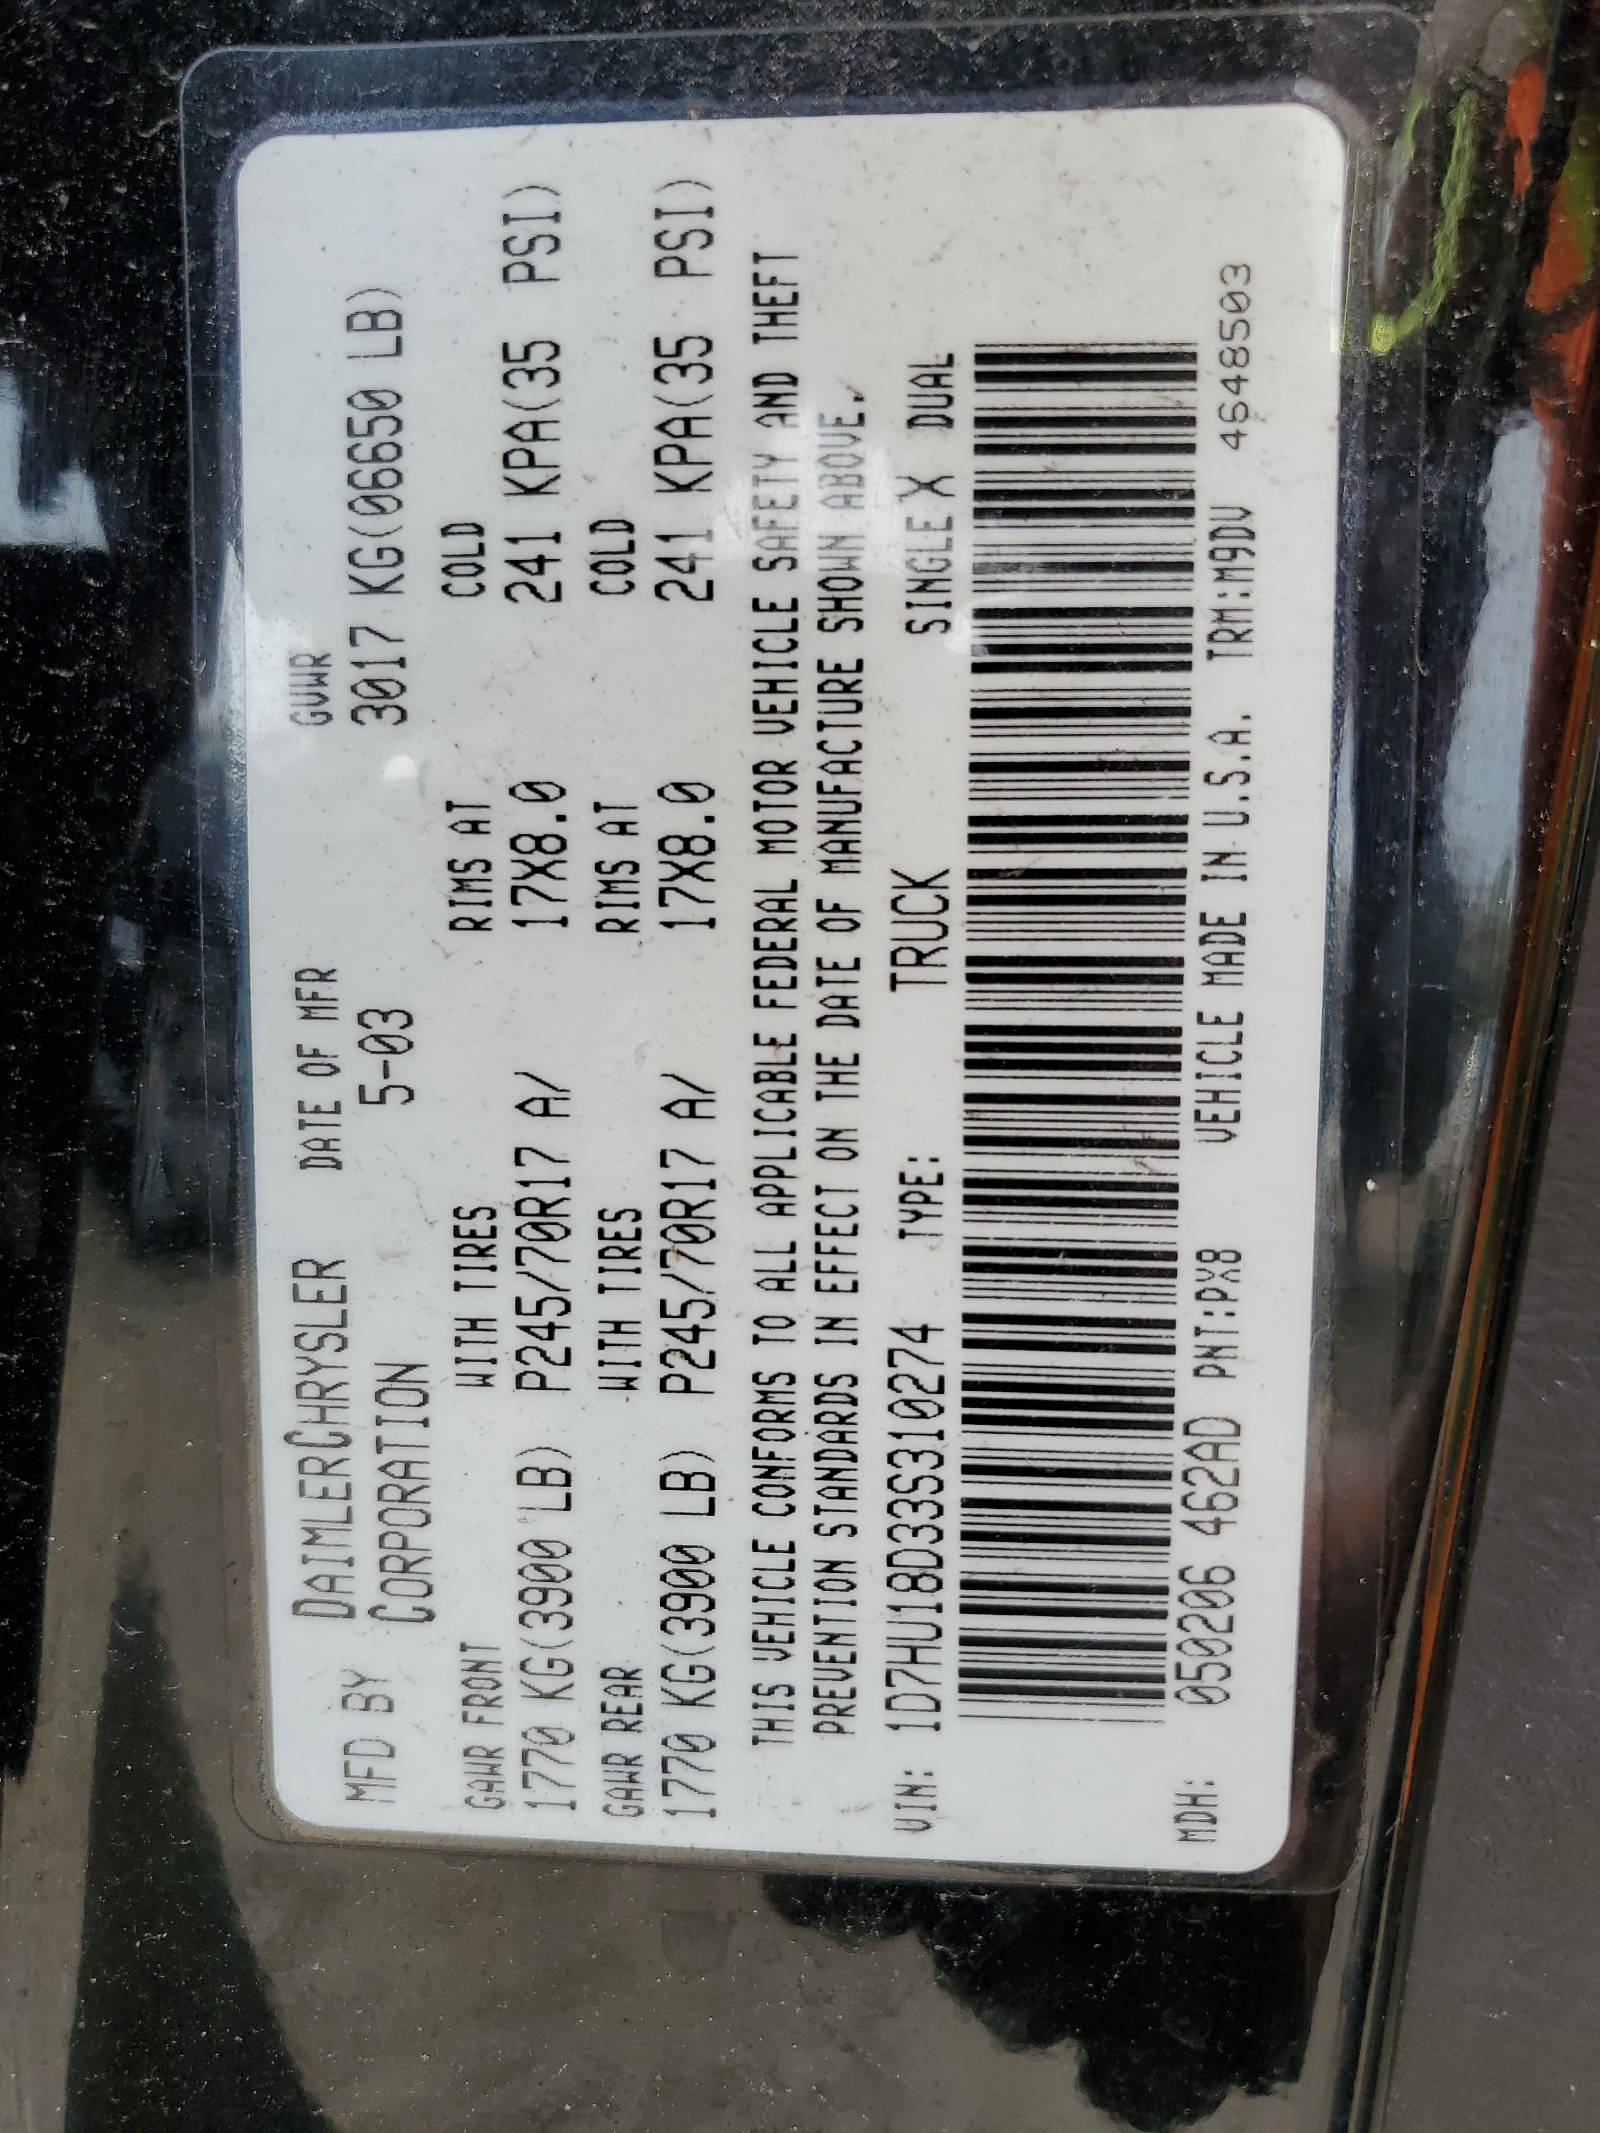 MFD BY DAIMLERCHRYSLER CORPORATION DATE OF MFR 5-03 GVWR 3017 KG(06650 LB)
GAWR FRONT WITH TIRES RIMS AT COLD
1770 KG(3900 LB) P245/70R17 A/ 17X8.0 241 KPA(35 PSI)
GAWR REAR WITH TIRES RIMS AT COLD
1770 KG(3900 LB) P245/70R17 A/ 17X8.0 241 KPA(35 PSI)
THIS VEHICLE CONFORMS TO ALL APPLICABLE FEDERAL MOTOR VEHICLE SAFETY AND THEFT
PREVENTION STANDARDS IN EFFECT ON THE DATE OF MANUFACTURE SHOWN ABOVE.
VIN: 1D7HU18D33S310274 TYPE: TRUCK SINGLE X DUAL
MDH: 050206 462AD PNT:PX8 VEHICLE MADE IN U.S.A. TRM:M9DV 4648503